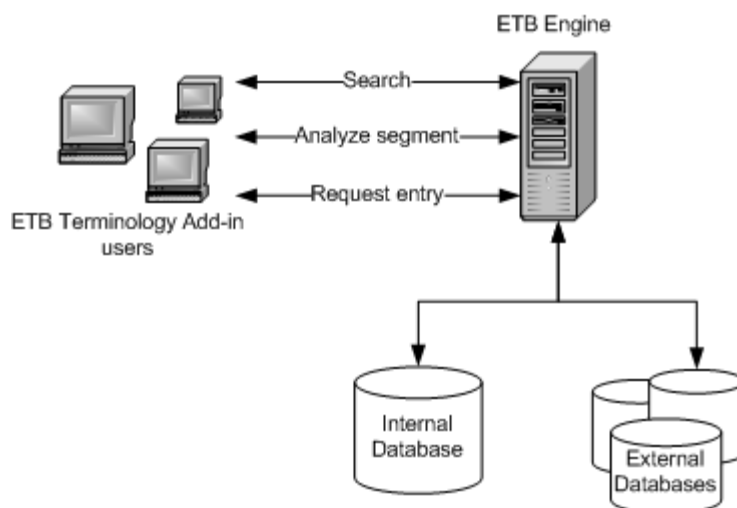 ETB Engine
Search
Analyze segment
Request entry
ETB Terminology Add-in
users
Internal
Database
External
Databases